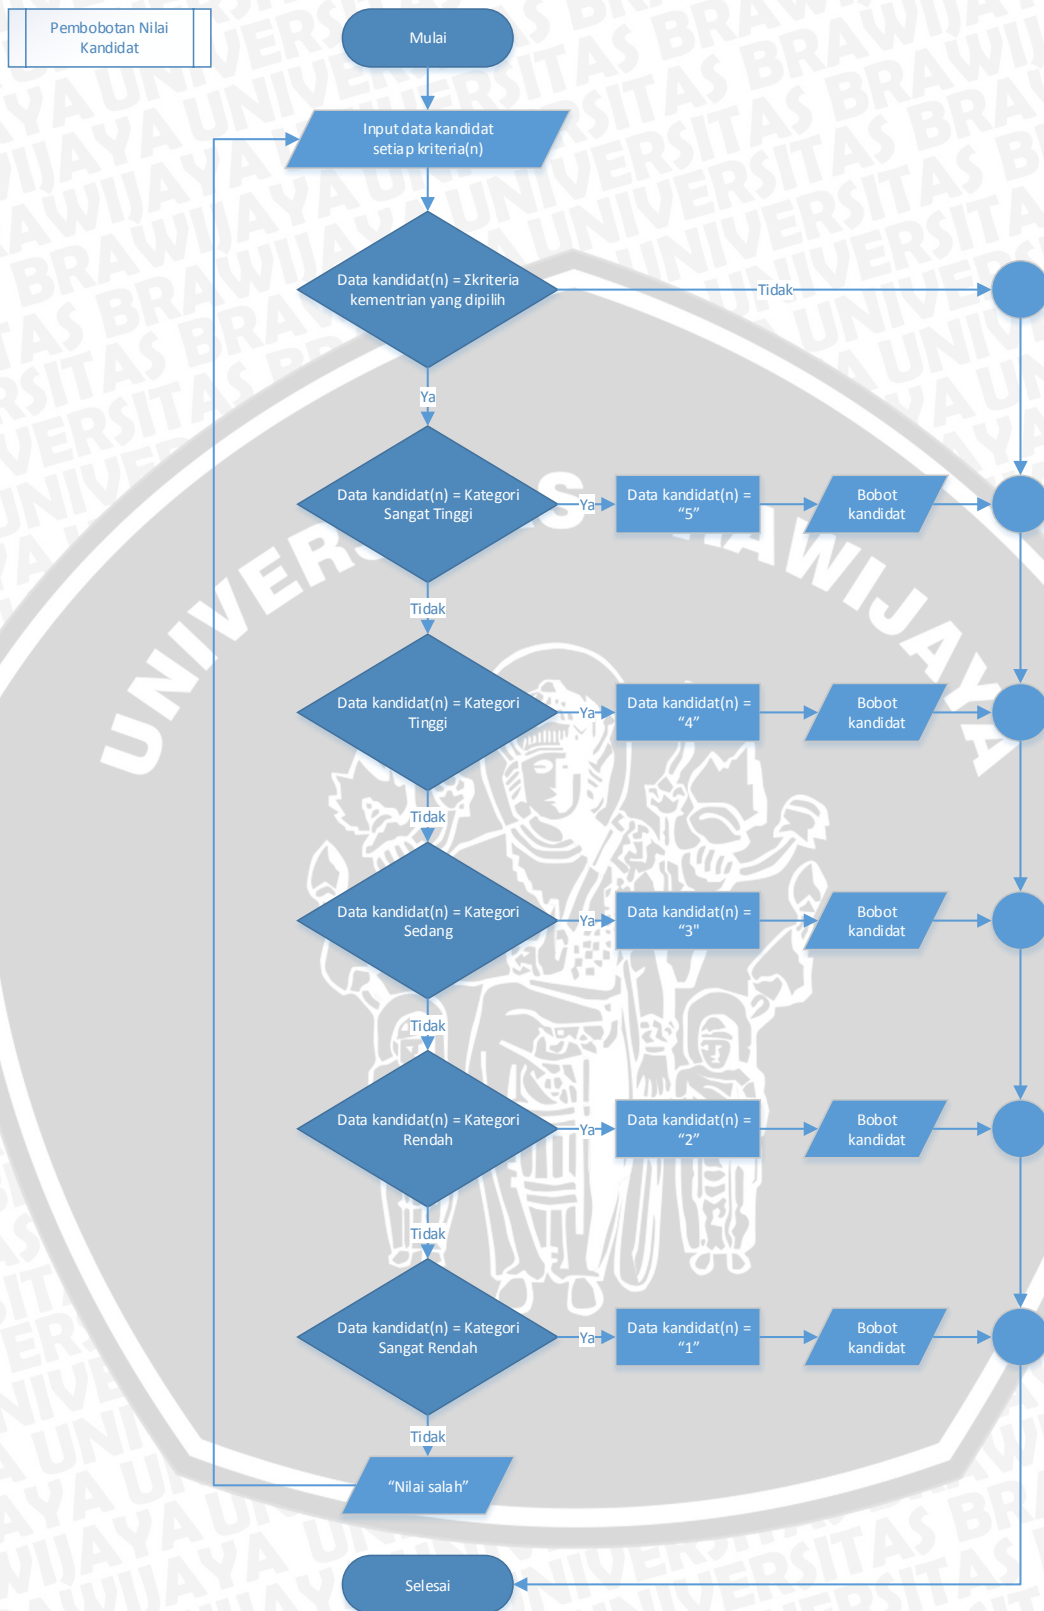 Pembobotan Nilai
Kandidat
Mulai
Input data kandidat
setiap kriteria(n)
Data kandidat(n) = Σkriteria
kementrian yang dipilih
Tidak
Ya
Data kandidat(n) = Kategori
Sangat Tinggi
Ya
Data kandidat(n) =
“5”
Bobot
kandidat
Tidak
Data kandidat(n) = Kategori
Tinggi
Ya
Data kandidat(n) =
“4”
Bobot
kandidat
Tidak
Data kandidat(n) = Kategori
Sedang
Ya
Data kandidat(n) =
“3"
Bobot
kandidat
Tidak
Data kandidat(n) = Kategori
Rendah
Ya
Data kandidat(n) =
“2”
Bobot
kandidat
Tidak
Data kandidat(n) = Kategori
Sangat Rendah
Ya
Data kandidat(n) =
“1”
Bobot
kandidat
Tidak
“Nilai salah”
Selesai
UNIVERSITAS BRAWIJAYA